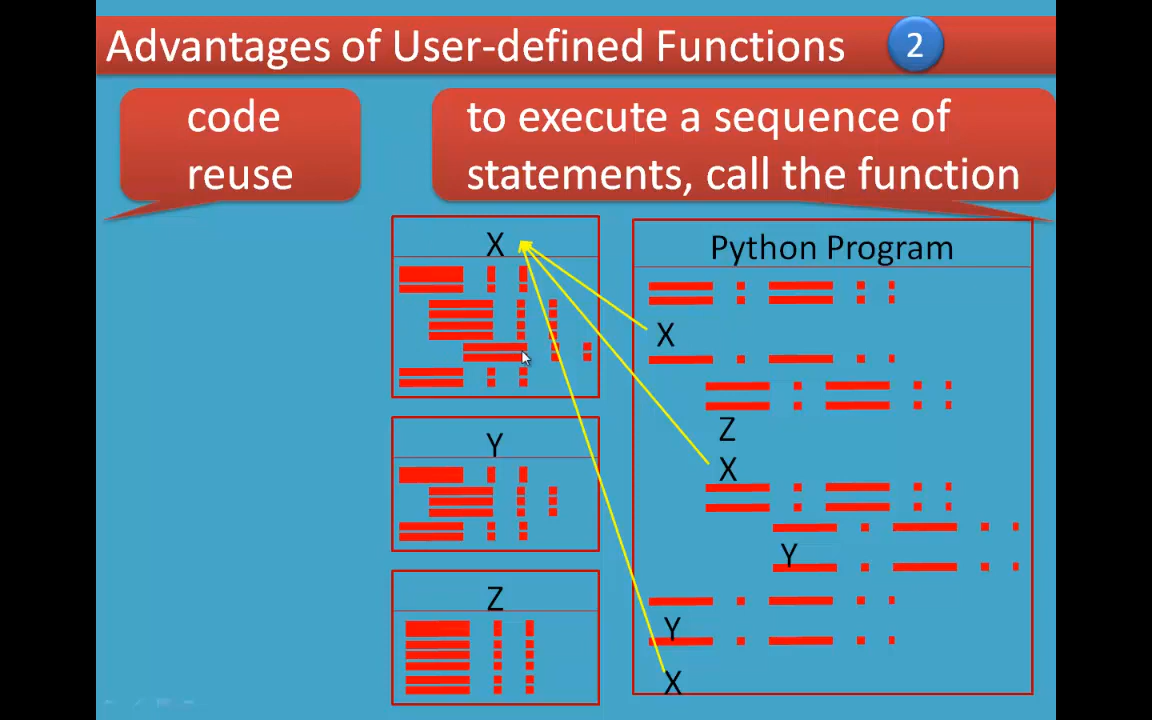 Advantages of User-defined Functions 2
code
reuse
to execute a sequence of
statements, call the function
X
Y
Z
Python Program
X
Z
X
Y
Y
X